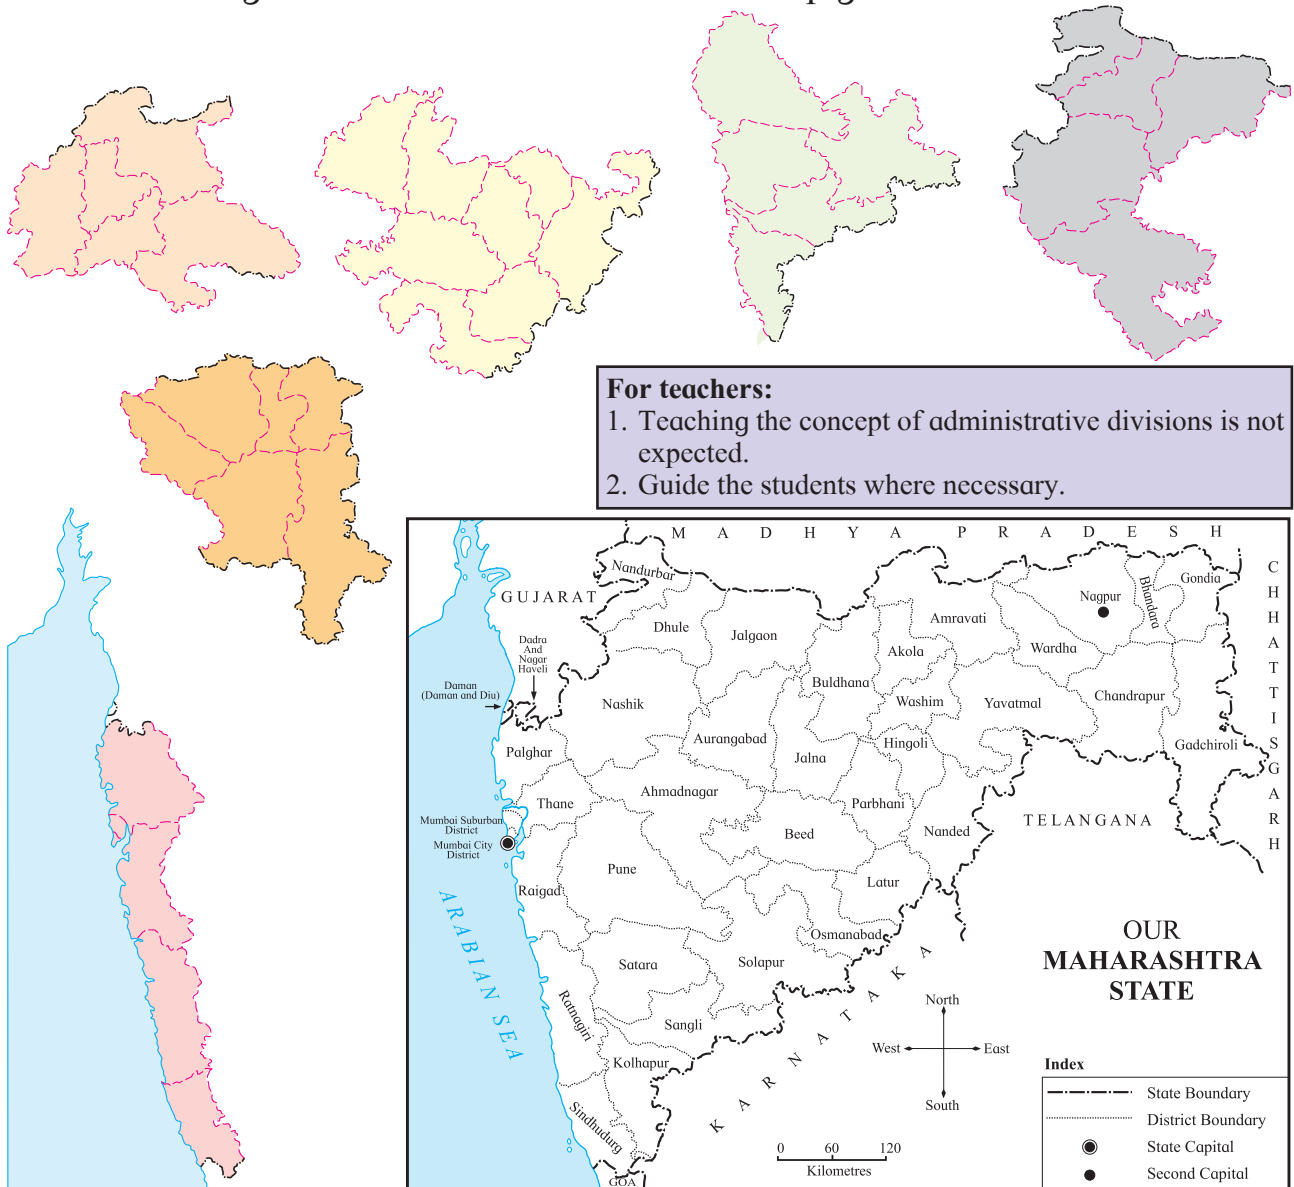 For teachers:
1. Teaching the concept of administrative divisions is not
expected.
2. Guide the students where necessary.
M A D H Y A P R A D E S H
CHHATTISGARH
GUJARAT
Nandurbar
Dhule
Jalgaon
Dadra
And
Nagar
Haveli
Daman
(Daman and Diu)
Nashik
Buldhana
Akola
Amravati
Nagpur
Bhandara
Gondia
Wardha
Washim
Yavatmal
Chandrapur
Gadchiroli
Palghar
Aurangabad
Jalna
Hingoli
Thane
Ahmadnagar
Parbhani
Mumbai Suburban
District
Mumbai City
District
Beed
Nanded
TELANGANA
Pune
Raigad
Latur
Osmanabad
ARABIAN SEA
Satara
Solapur
Ratnagiri
Sangli
Kolhapur
Sindhudurg
GOA
KARNATAKA
OUR
MAHARASHTRA
STATE
North
West
East
South
0 60 120
Kilometres
Index
State Boundary
District Boundary
State Capital
Second Capital